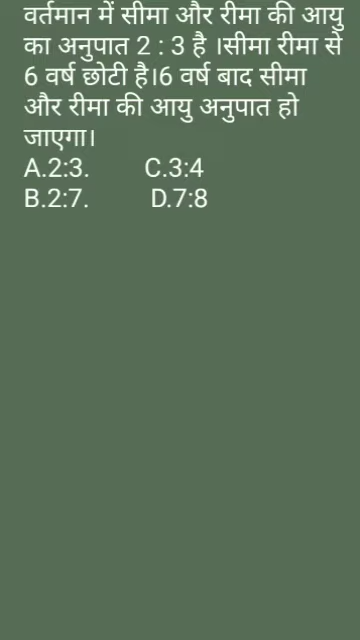 वर्तमान में सीमा और रीमा की आयु
का अनुपात 2 : 3 है ।सीमा रीमा से
6 वर्ष छोटी है।6 वर्ष बाद सीमा
और रीमा की आयु अनुपात हो
जाएगा।
A.2:3. C.3:4
B.2:7. D.7:8